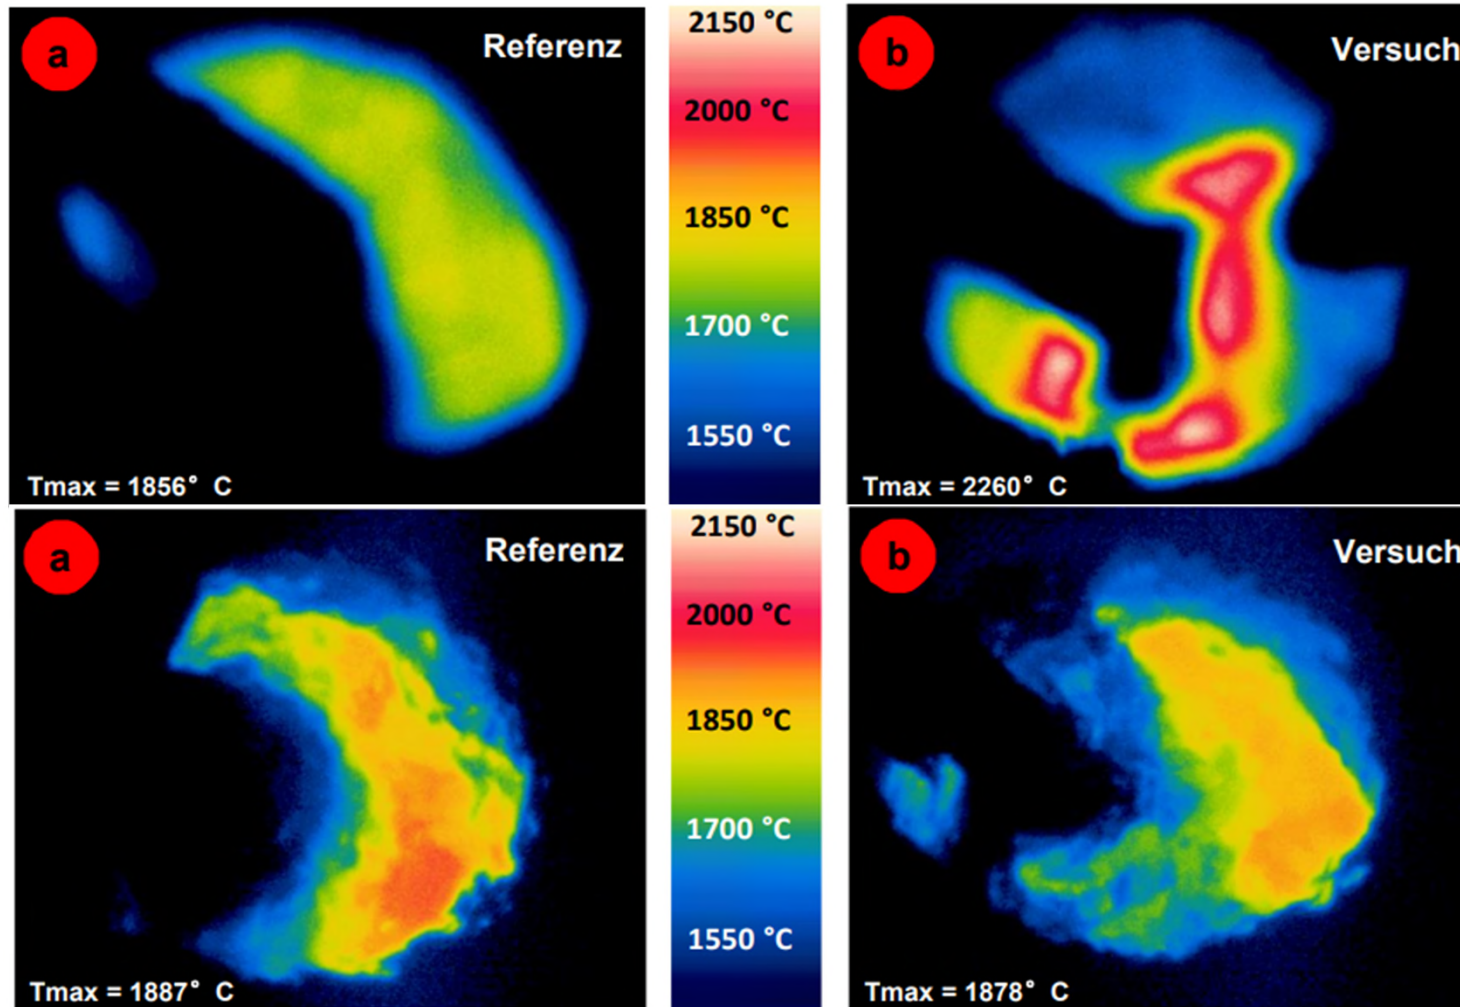 a
Referenz
Tmax = 1856° C
2150 °C
2000 °C
1850 °C
1700 °C
1550 °C
b
Versuch
Tmax = 2260° C
a
Referenz
Tmax = 1887° C
2150 °C
2000 °C
1850 °C
1700 °C
1550 °C
b
Versuch
Tmax = 1878° C